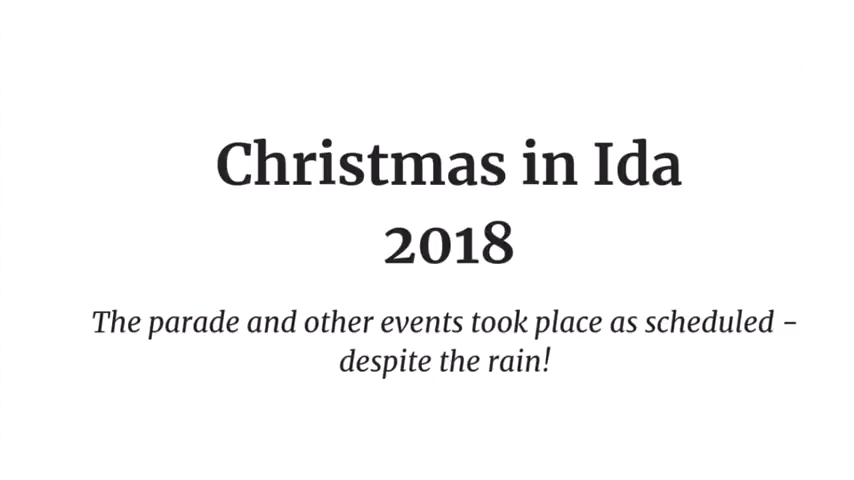 Christmas in Ida
2018
The parade and other events took place as scheduled –
despite the rain!